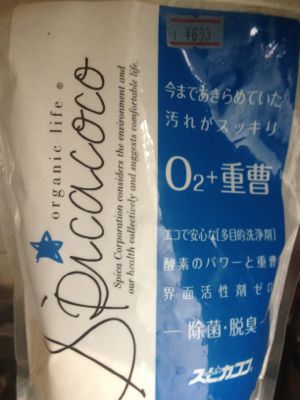 1 ¥693
organic life ®
Spicacoco
Spica Corporation considers the environment and
our health collectively and suggests comfortable life.
今まであきらめていた
汚れがスッキリ
O2+重曹
エコで安心な[多目的洗浄剤]
酸素のパワーと重曹
界面活性剤ゼロ
─除菌・脱臭─
スピカココ